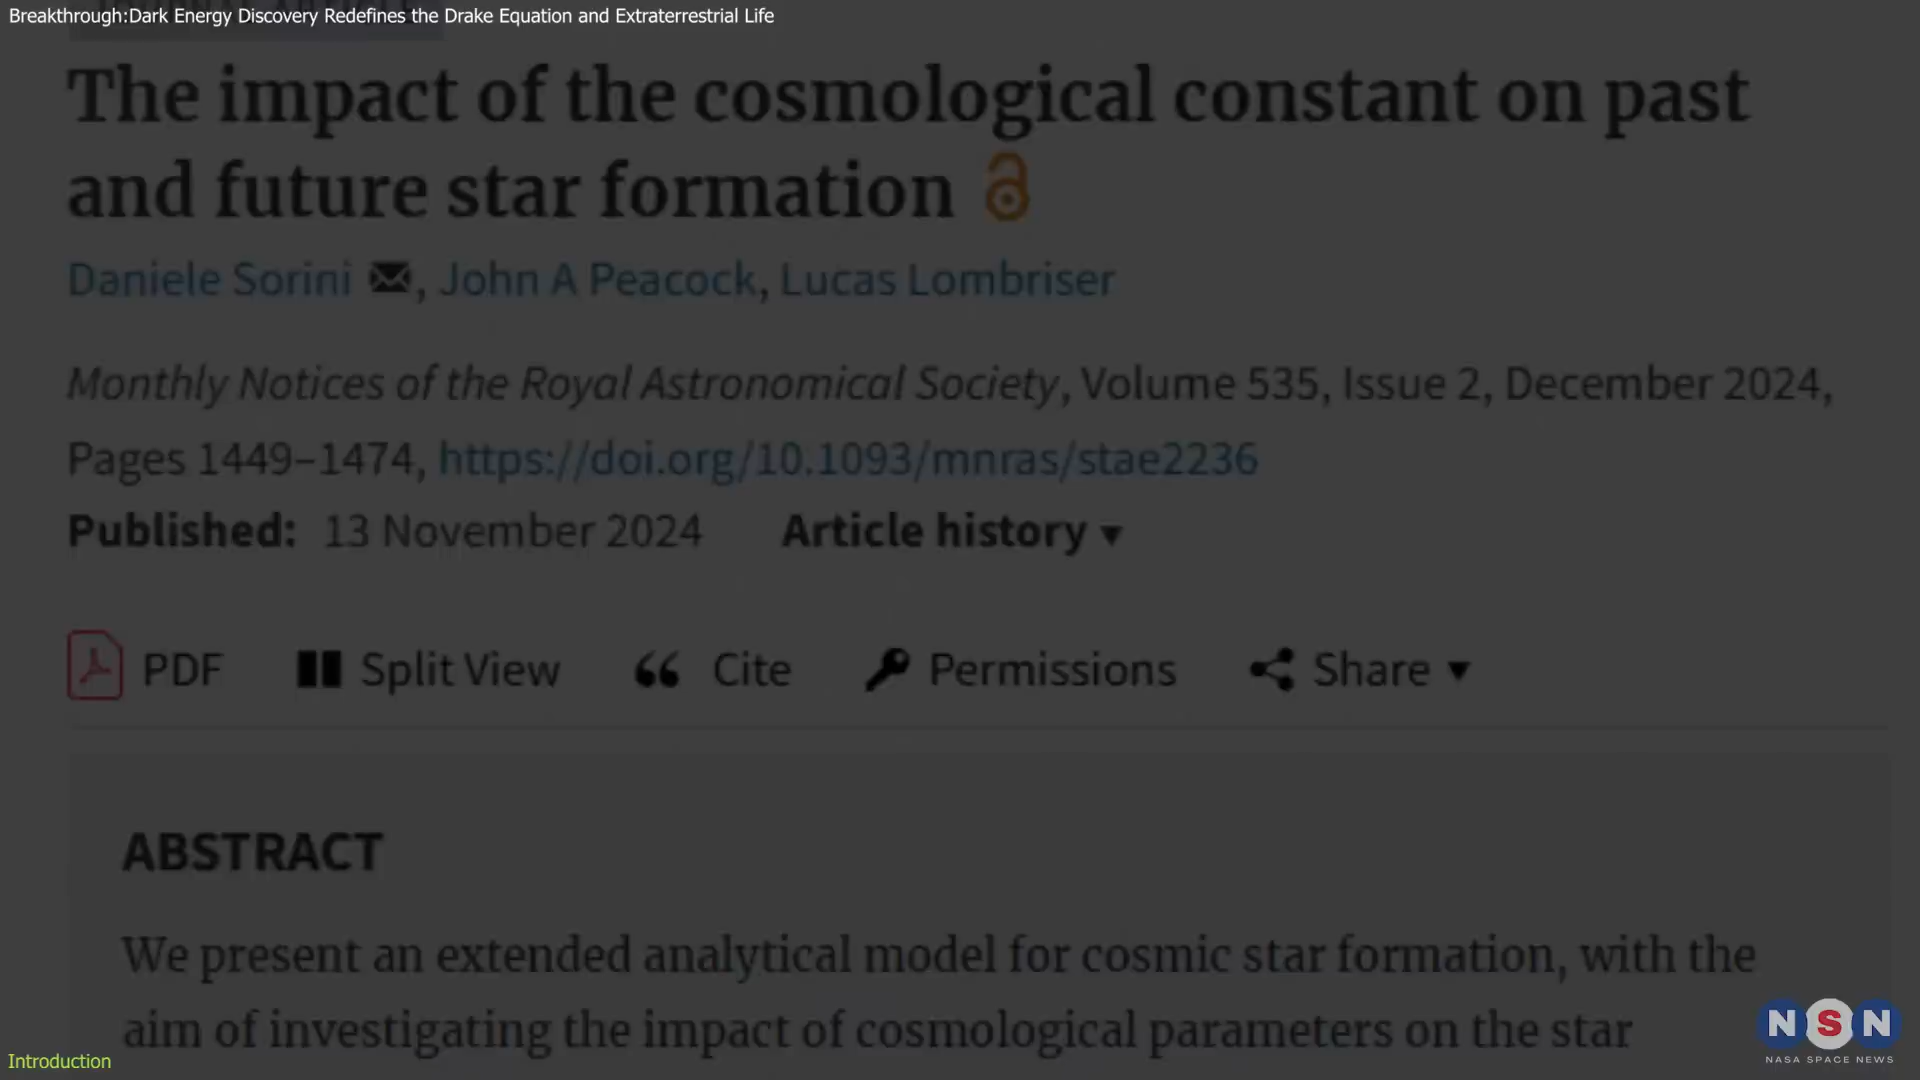 Breakthrough:Dark Energy Discovery Redefines the Drake Equation and Extraterrestrial Life
The impact of the cosmological constant on past
and future star formation
Daniele Sorini , John A Peacock, Lucas Lombriser
Monthly Notices of the Royal Astronomical Society, Volume 535, Issue 2, December 2024,
Pages 1449–1474, https://doi.org/10.1093/mnras/stae2236
Published: 13 November 2024 Article history ▼
PDF Split View Cite Permissions Share ▼
ABSTRACT
We present an extended analytical model for cosmic star formation, with the
aim of investigating the impact of cosmological parameters on the star
NSN
NASA SPACE NEWS
Introduction